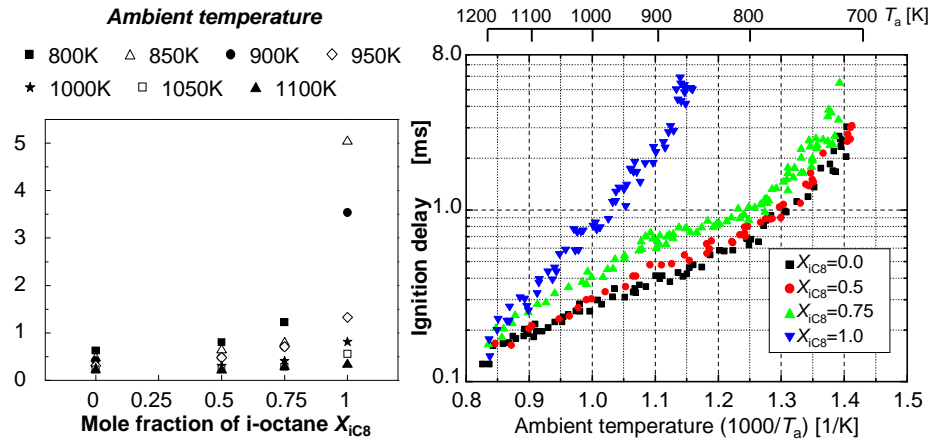 Ambient temperature
800K 850K 900K 950K
1000K 1050K 1100K
5
4
3
2
1
0
0 0.25 0.5 0.75 1
Mole fraction of i-octane XiC8
1200 1100 1000 900 800 700 Ta [K]
Ignition delay [ms]
8.0
1.0
0.1
XiC8=0.0
XiC8=0.5
XiC8=0.75
XiC8=1.0
0.8 0.9 1.0 1.1 1.2 1.3 1.4 1.5
Ambient temperature (1000/Ta) [1/K]